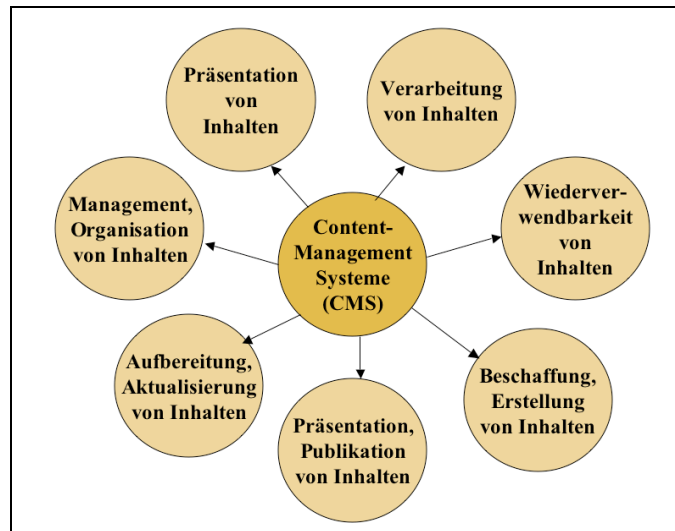 Präsentation
von
Inhalten
Verarbeitung
von Inhalten
Management,
Organisation
von Inhalten
Content-
Management
Systeme
(CMS)
Wiederver-
wendbarkeit
von
Inhalten
Aufbereitung,
Aktualisierung
von Inhalten
Präsentation,
Publikation
von Inhalten
Beschaffung,
Erstellung
von Inhalten